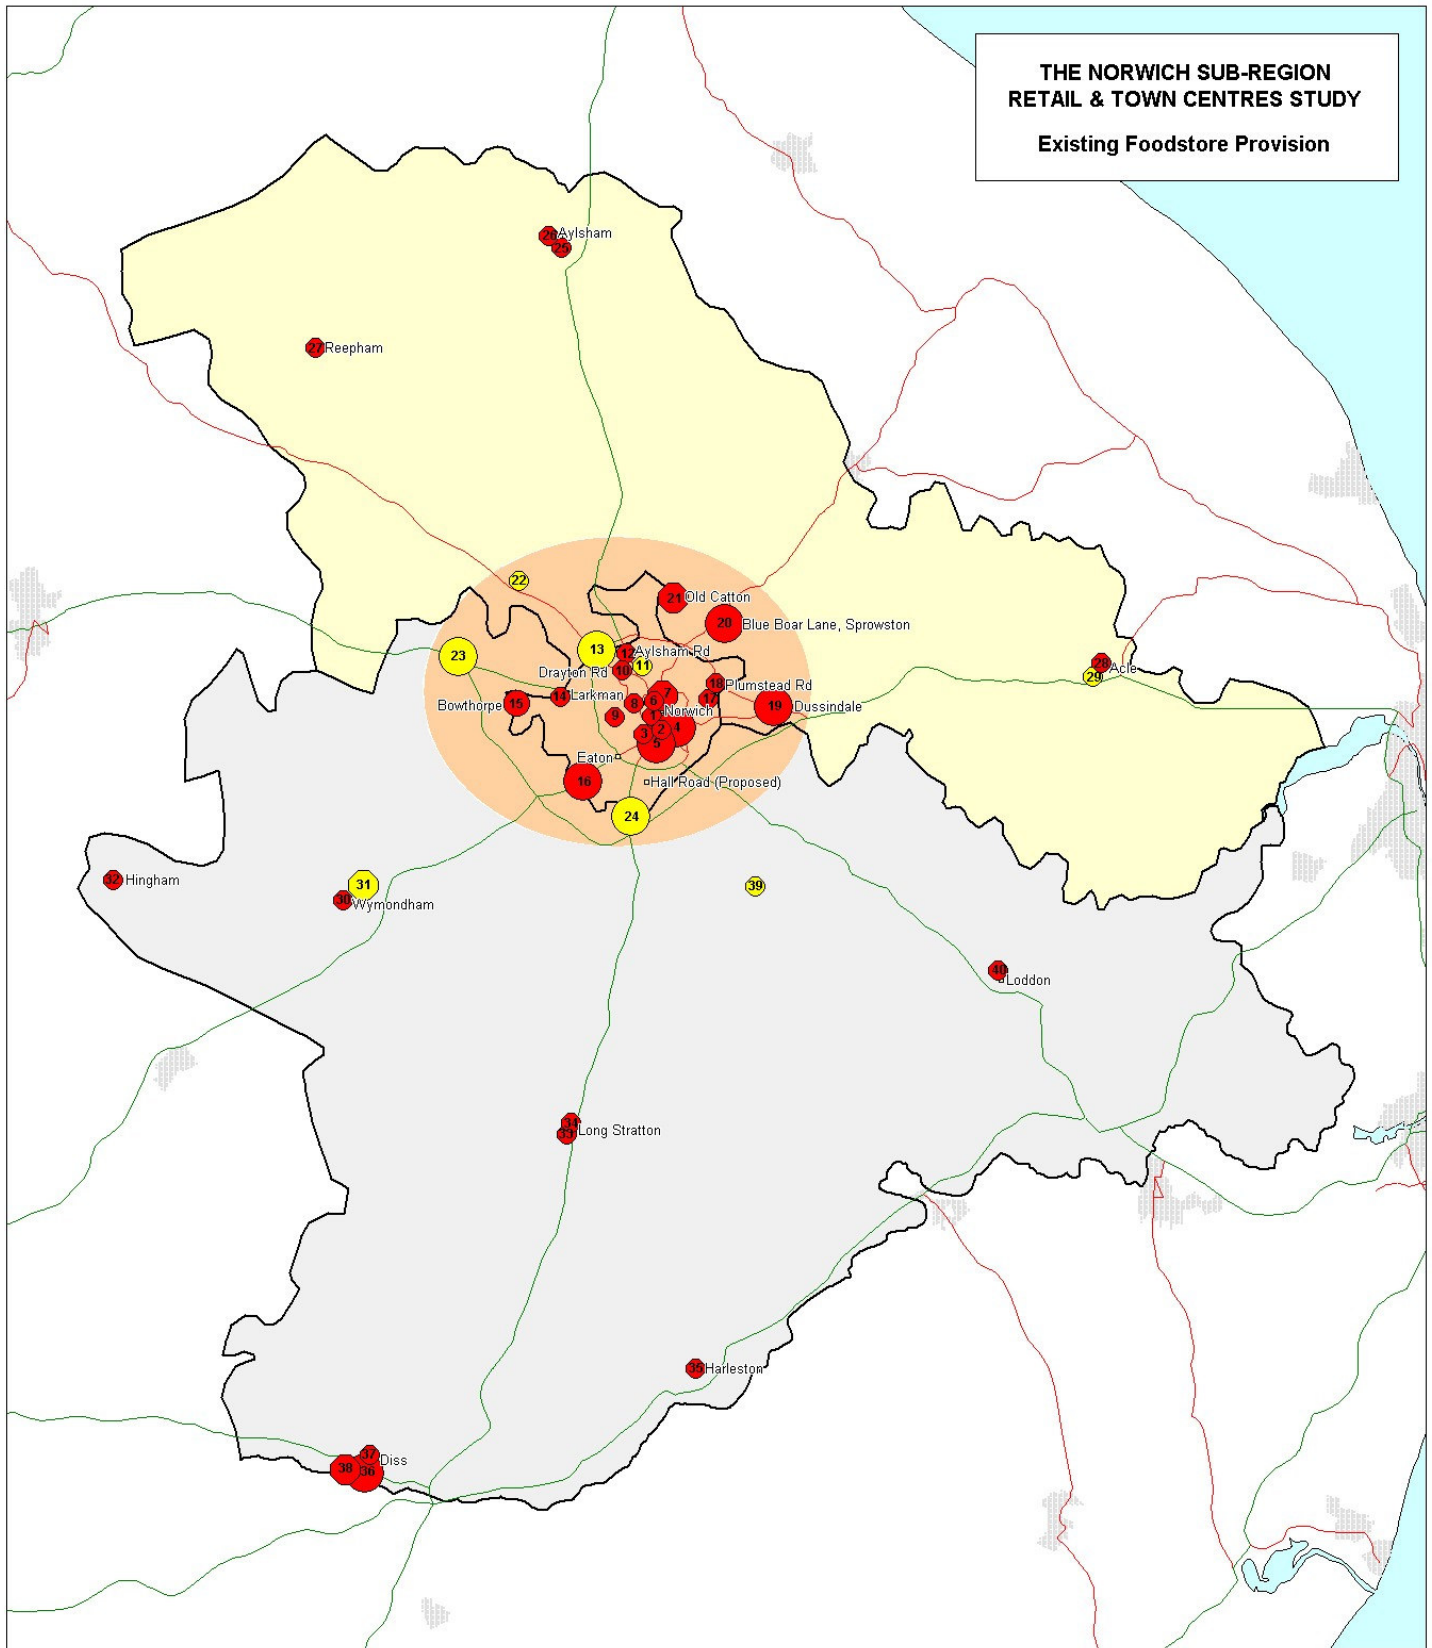 THE NORWICH SUB-REGION
RETAIL & TOWN CENTRES STUDY
Existing Foodstore Provision
26 Aylsham
25
27 Reepham
22
21 Old Catton
20 Blue Boar Lane, Sprowston
13
12 Aylsham Rd
23
11
Drayton Rd 10
18 Plumstead Rd
14 Larkman
7
17
Bowthorpe 15
6
8
19 Dussindale
9
1 Norwich
3 2 4
5
Eaton
16
Hall Road (Proposed)
24
28 Acle
29
32 Hingham
31
30 Wymondham
39
40
Loddon
34
33 Long Stratton
35 Harleston
37 Diss
38 36